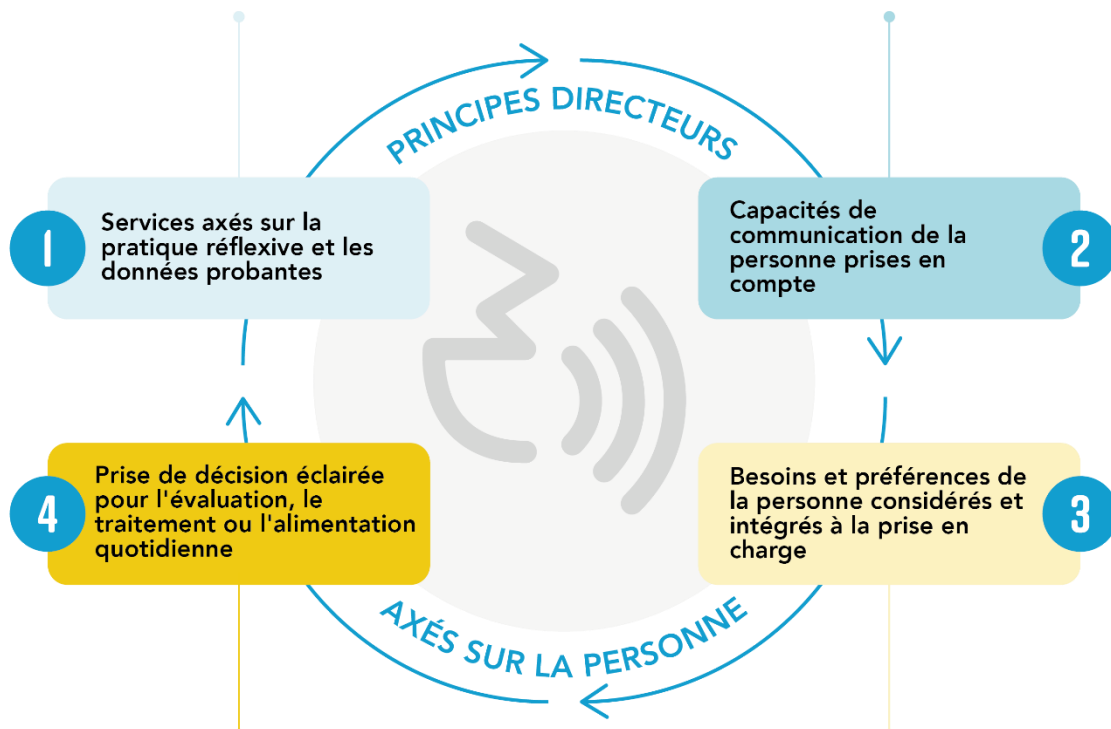 PRINCIPES DIRECTEURS
1
Services axés sur la
pratique réflexive et les
données probantes
Capacités de
communication de la
personne prises en
compte
2
4
Prise de décision éclairée
pour l'évaluation, le
traitement ou l'alimentation
quotidienne
Besoins et préférences de
la personne considérés et
intégrés à la prise en
charge
3
AXÉS SUR LA PERSONNE